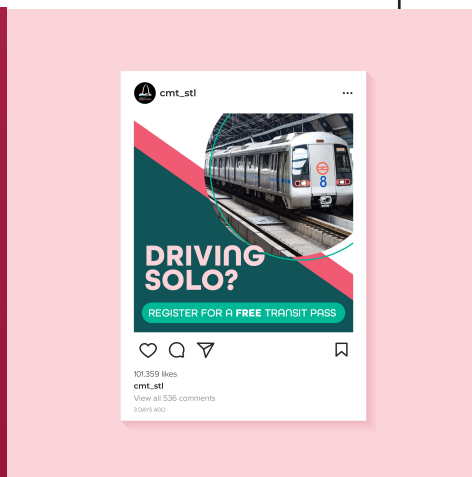 cmt_stl
8
DRIVING
SOLO?
REGISTER FOR A FREE TRANSIT PASS
101.359 likes
cmt_stl
View all 536 comments
3 DAYS AGO